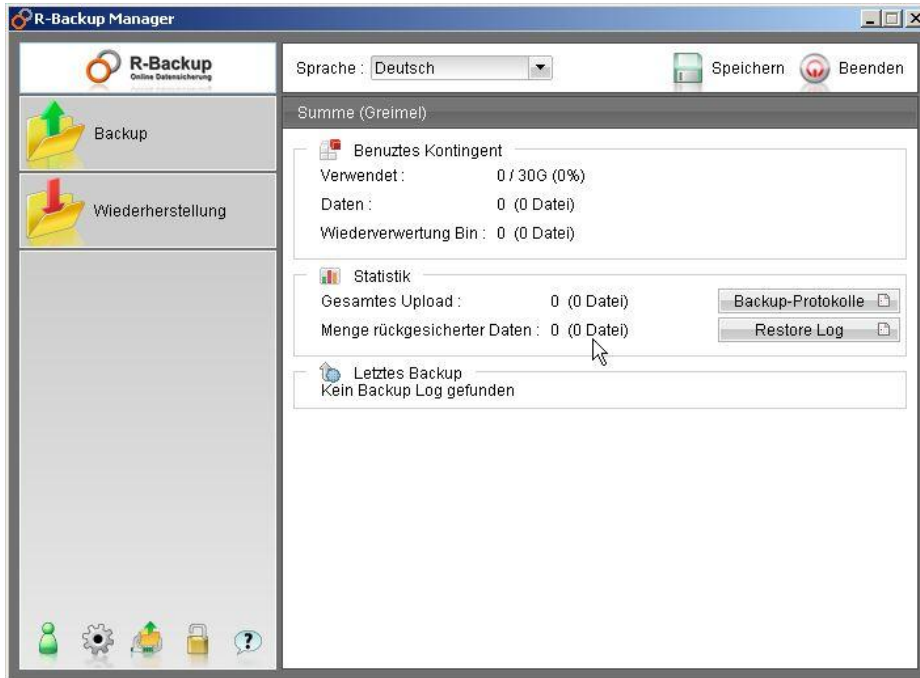 R-Backup Manager
R-Backup
Online Datensicherung
Sprache : Deutsch
Speichern
Beenden
Backup
Wiederherstellung
Summe (Greimel)
Benuztes Kontingent
Verwendet : 0 / 30G (0%)
Daten : 0 (0 Datei)
Wiederverwertung Bin : 0 (0 Datei)
Statistik
Gesamtes Upload : 0 (0 Datei)
Backup-Protokolle
Menge rückgesicherter Daten : 0 (0 Datei)
Restore Log
Letztes Backup
Kein Backup Log gefunden
?